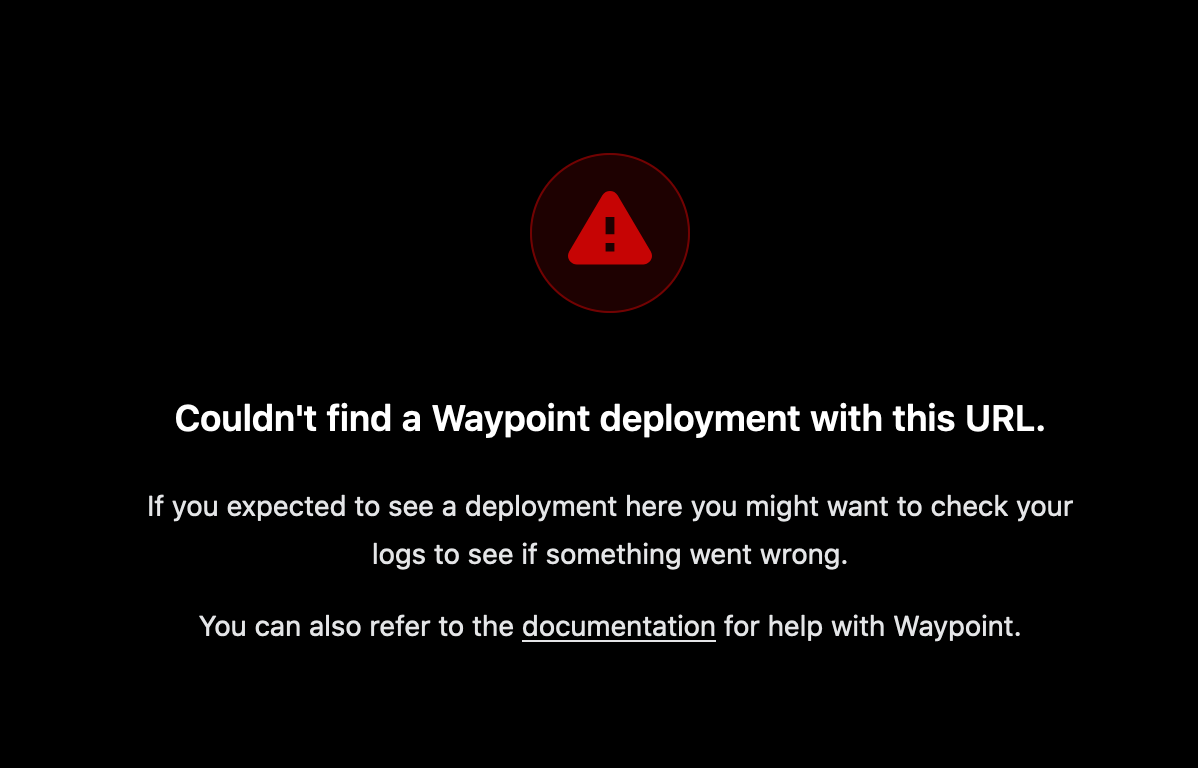 Couldn't find a Waypoint deployment with this URL.
If you expected to see a deployment here you might want to check your
logs to see if something went wrong.
You can also refer to the documentation for help with Waypoint.